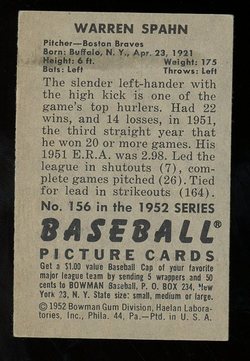 WARREN SPAHN
Pitcher—Boston Braves
Born: Buffalo, N. Y., Apr. 23, 1921
Height: 6 ft. Weight: 175
Bats: Left Throws: Left
The slender left-hander with
the high kick is one of the
game's top hurlers. Had 22
wins, and 14 losses, in 1951,
the third straight year that
he won 20 or more games. His
1951 E.R.A. was 2.98. Led the
league in shutouts (7), com-
plete games pitched (26). Tied
for lead in strikeouts (164).
No. 156 in the 1952 SERIES
BASEBALL®
PICTURE CARDS
Get a $1.00 value Baseball Cap of your favorite
major league team by sending 5 wrappers and 50
cents to BOWMAN Baseball, P. O. BOX 234, New
York 23, N. Y. State size: small, medium or large.
©1952 Bowman Gum Division, Haelan Labora-
tories, Inc., Phila. 44, Pa.—Ptd. in U. S. A.